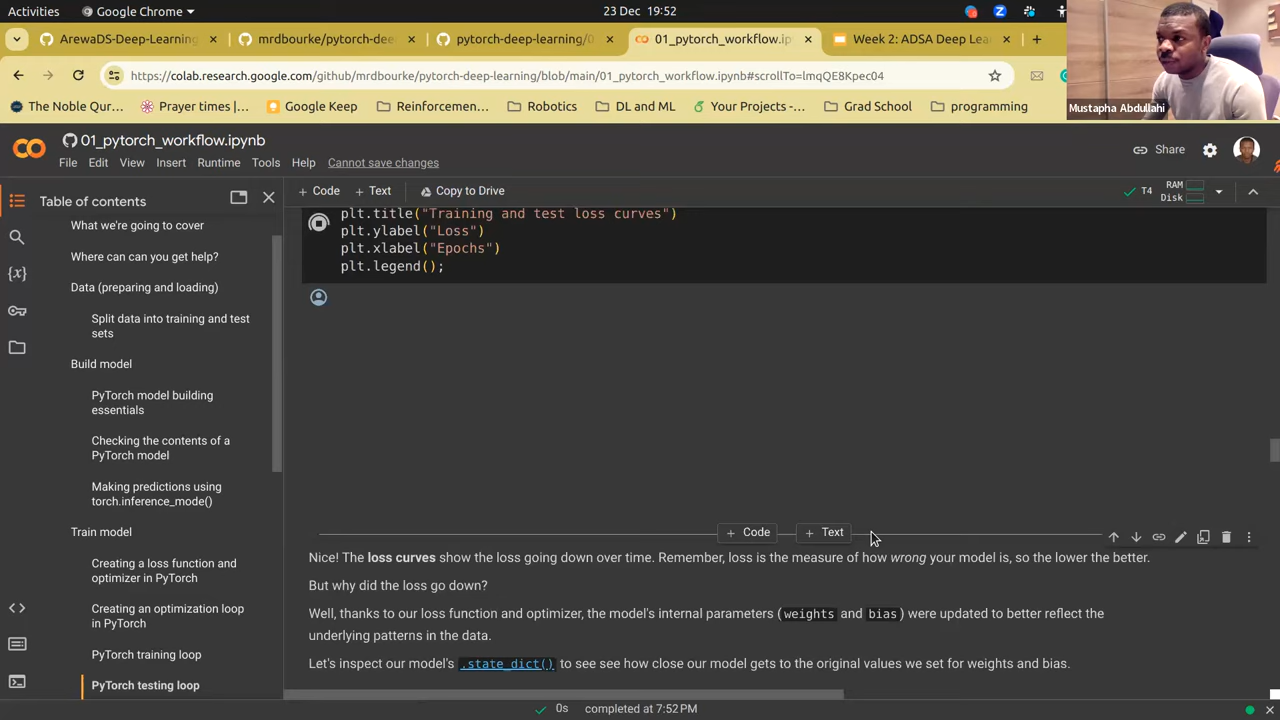 Activities
Google Chrome
23 Dec 19:52
ArewaDS-Deep-Learning
mrdbourke/pytorch-dee
pytorch-deep-learning/0
01_pytorch_workflow.ipyn
Week 2: ADSA Deep Lea
https://colab.research.google.com/github/mrdbourke/pytorch-deep-learning/blob/main/01_pytorch_workflow.ipynb#scrollTo=lmqQE8Kpec04
The Noble Qur...
Prayer times |...
Google Keep
Reinforcemen...
Robotics
DL and ML
Your Projects -...
Grad School
programming
Mustapha Abdullahi
01_pytorch_workflow.ipynb
File Edit View Insert Runtime Tools Help Cannot save changes
Share
+ Code + Text Copy to Drive
T4
RAM
Disk
Table of contents
What we're going to cover
Where can can you get help?
Data (preparing and loading)
Split data into training and test
sets
Build model
PyTorch model building
essentials
Checking the contents of a
PyTorch model
Making predictions using
torch.inference_mode()
Train model
Creating a loss function and
optimizer in PyTorch
Creating an optimization loop
in PyTorch
PyTorch training loop
PyTorch testing loop
plt.title("Training and test loss curves")
plt.ylabel("Loss")
plt.xlabel("Epochs")
plt.legend();
+ Code + Text
Nice! The loss curves show the loss going down over time. Remember, loss is the measure of how wrong your model is, so the lower the better.
But why did the loss go down?
Well, thanks to our loss function and optimizer, the model's internal parameters (weights and bias) were updated to better reflect the
underlying patterns in the data.
Let's inspect our model's .state_dict() to see see how close our model gets to the original values we set for weights and bias.
0s completed at 7:52 PM